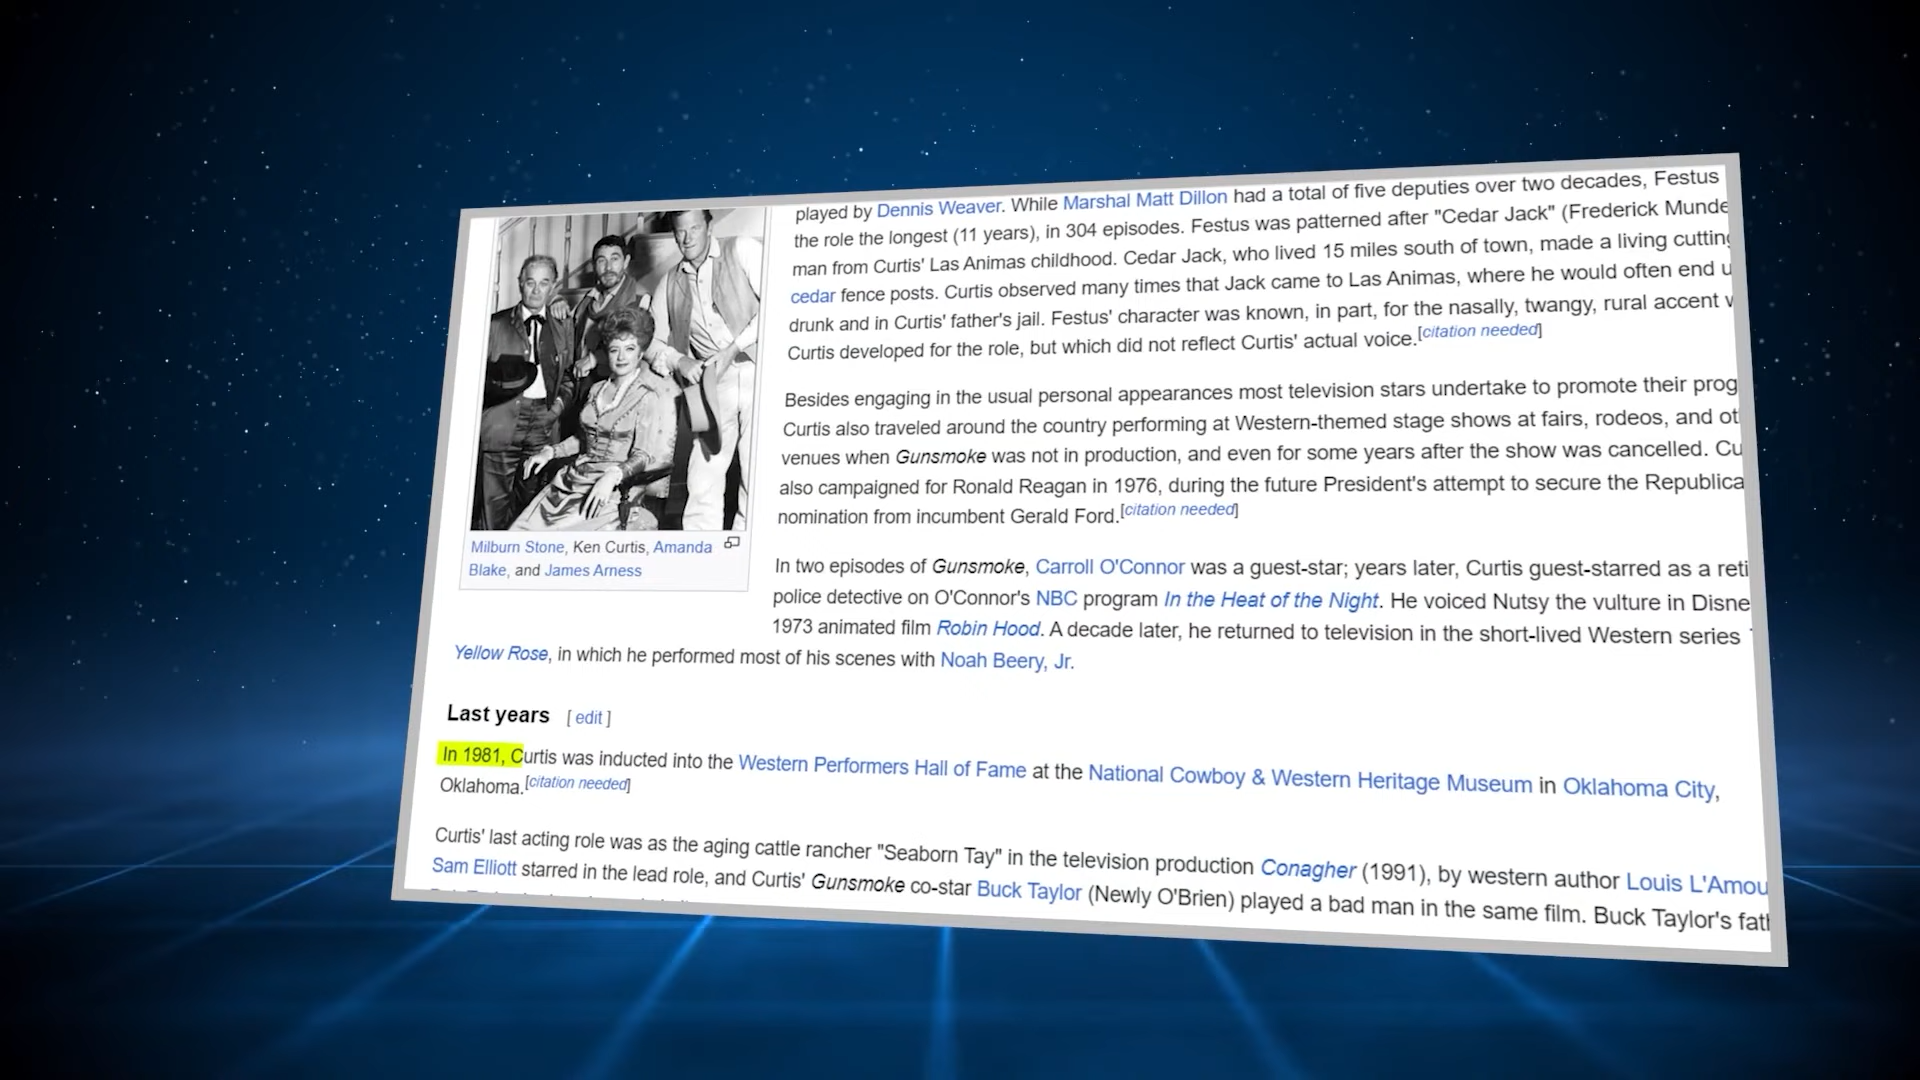 played by Dennis Weaver. While Marshal Matt Dillon had a total of five deputies over two decades, Festus
the role the longest (11 years), in 304 episodes. Festus was patterned after "Cedar Jack" (Frederick Munde
man from Curtis' Las Animas childhood. Cedar Jack, who lived 15 miles south of town, made a living cutting
cedar fence posts. Curtis observed many times that Jack came to Las Animas, where he would often end u
drunk and in Curtis' father's jail. Festus' character was known, in part, for the nasally, twangy, rural accent
Curtis developed for the role, but which did not reflect Curtis' actual voice.[citation needed]
Besides engaging in the usual personal appearances most television stars undertake to promote their prog
Curtis also traveled around the country performing at Western-themed stage shows at fairs, rodeos, and ot
venues when Gunsmoke was not in production, and even for some years after the show was cancelled. Cu
also campaigned for Ronald Reagan in 1976, during the future President's attempt to secure the Republica
nomination from incumbent Gerald Ford.[citation needed]
Milburn Stone, Ken Curtis, Amanda
Blake, and James Arness
In two episodes of Gunsmoke, Carroll O'Connor was a guest-star; years later, Curtis guest-starred as a reti
police detective on O'Connor's NBC program In the Heat of the Night. He voiced Nutsy the vulture in Disne
1973 animated film Robin Hood. A decade later, he returned to television in the short-lived Western series
Yellow Rose, in which he performed most of his scenes with Noah Beery, Jr.
Last years [ edit ]
In 1981, Curtis was inducted into the Western Performers Hall of Fame at the National Cowboy & Western Heritage Museum in Oklahoma City,
Oklahoma.[citation needed]
Curtis' last acting role was as the aging cattle rancher "Seaborn Tay" in the television production Conagher (1991), by western author Louis L'Amou
Sam Elliott starred in the lead role, and Curtis' Gunsmoke co-star Buck Taylor (Newly O'Brien) played a bad man in the same film. Buck Taylor's fat